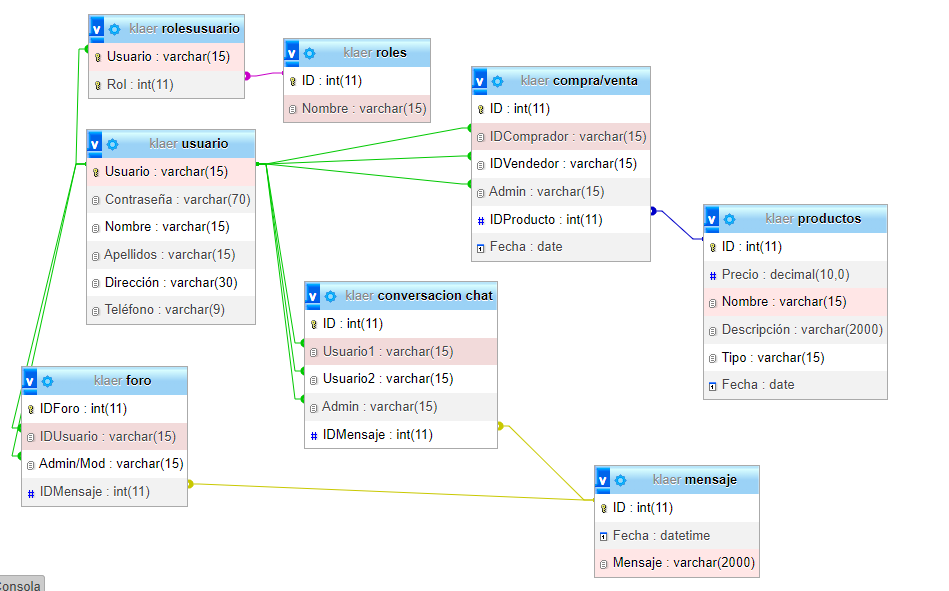 klaer rolesusuario
Usuario : varchar(15)
Rol : int(11)
klaer roles
ID : int(11)
Nombre : varchar(15)
klaer compra/venta
ID : int(11)
IDComprador : varchar(15)
IDVendedor : varchar(15)
Admin : varchar(15)
IDProducto : int(11)
Fecha : date
klaer usuario
Usuario : varchar(15)
Contraseña : varchar(70)
Nombre : varchar(15)
Apellidos : varchar(15)
Dirección : varchar(30)
Teléfono : varchar(9)
klaer productos
ID : int(11)
Precio : decimal(10,0)
Nombre : varchar(15)
Descripción : varchar(2000)
Tipo : varchar(15)
Fecha : date
klaer conversacion chat
ID : int(11)
Usuario1 : varchar(15)
Usuario2 : varchar(15)
Admin : varchar(15)
IDMensaje : int(11)
klaer foro
IDForo : int(11)
IDUsuario : varchar(15)
Admin/Mod : varchar(15)
IDMensaje : int(11)
klaer mensaje
ID : int(11)
Fecha : datetime
Mensaje : varchar(2000)
Consola